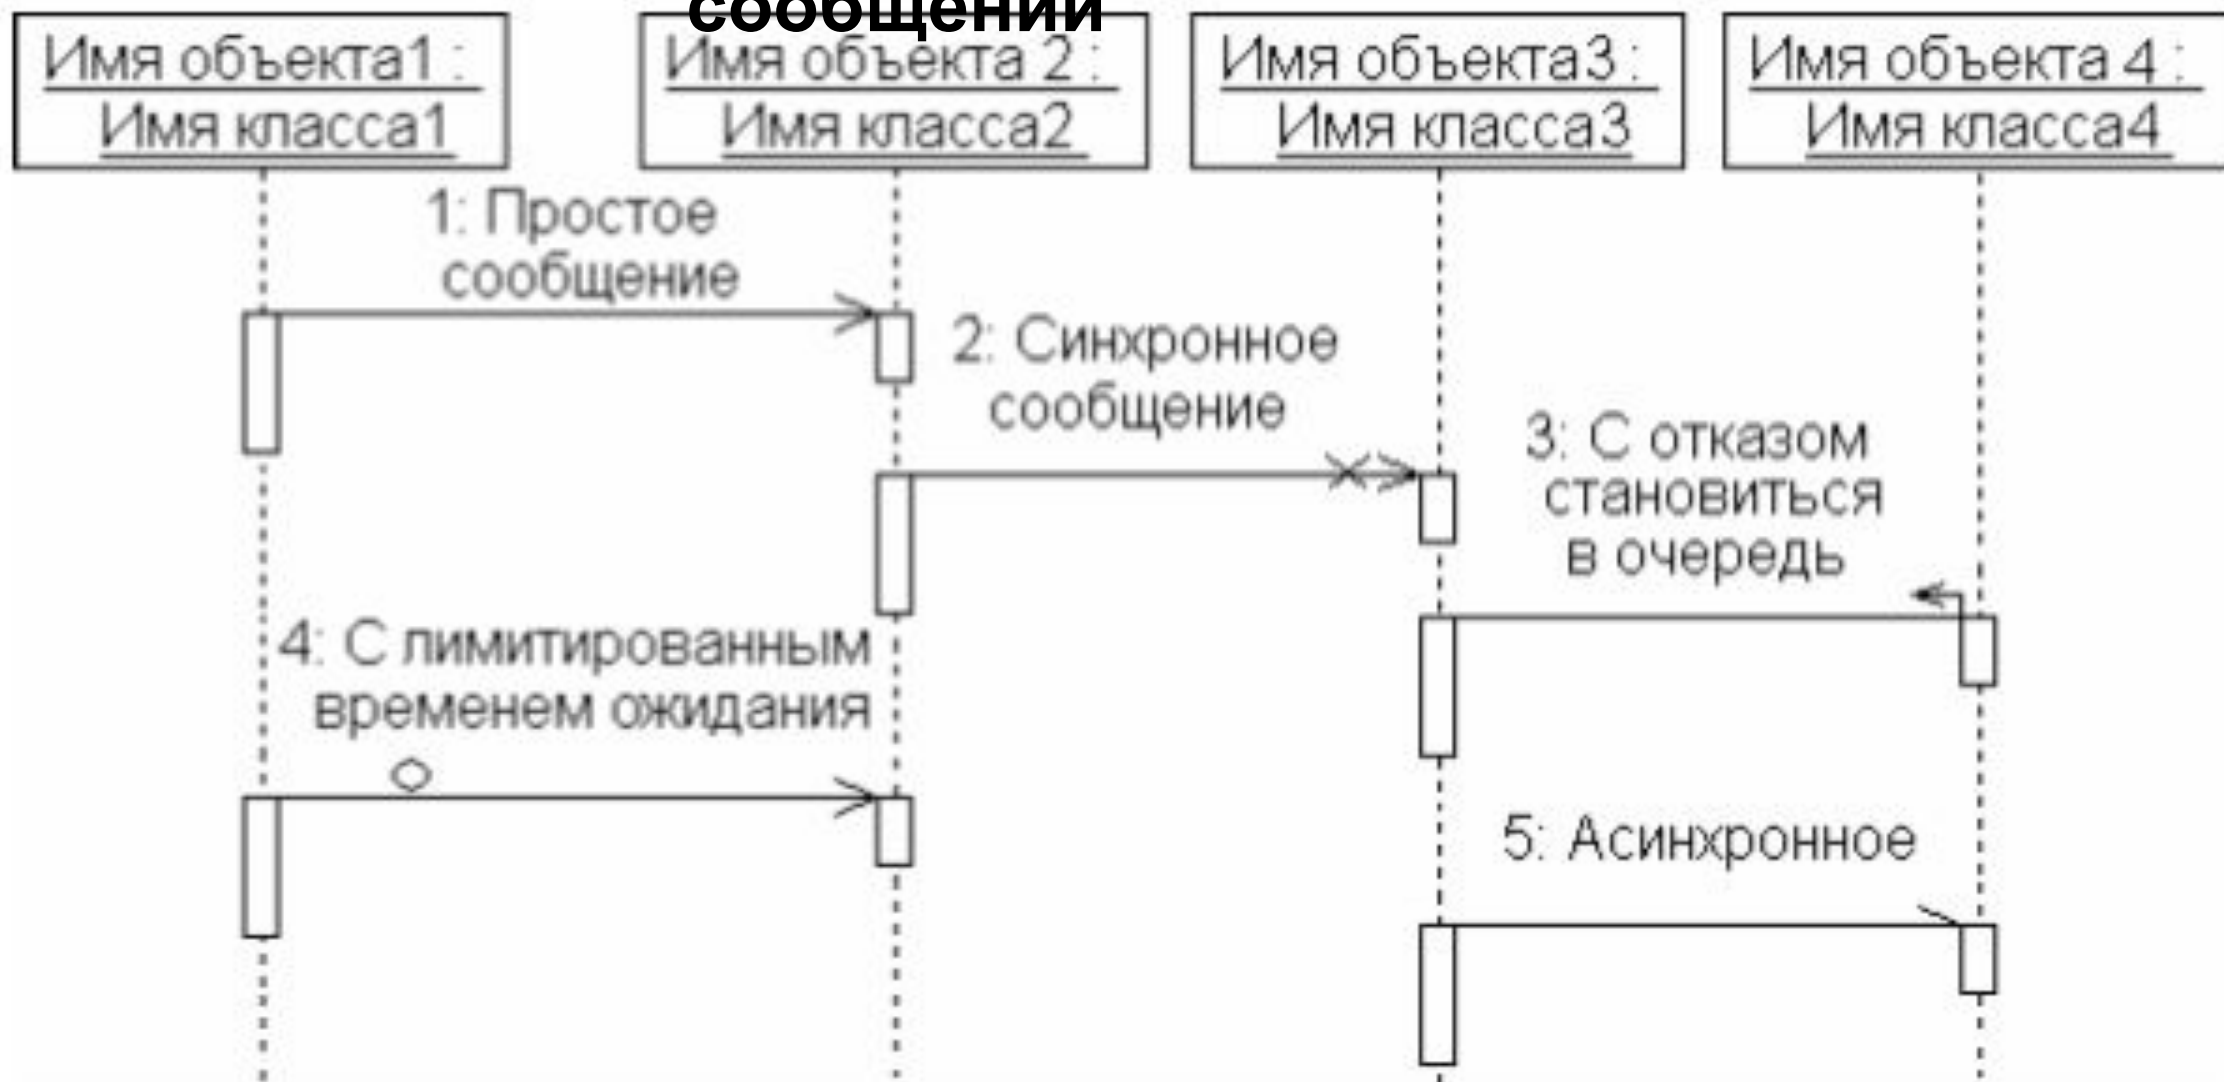 сообщений
Имя объекта1 :
Имя класса1
Имя объекта 2 :
Имя класса2
Имя объекта3 :
Имя класса3
Имя объекта 4 :
Имя класса4
1: Простое
сообщение
2: Синхронное
сообщение
3: С отказом
становиться
в очередь
4: С лимитированным
временем ожидания
5: Асинхронное